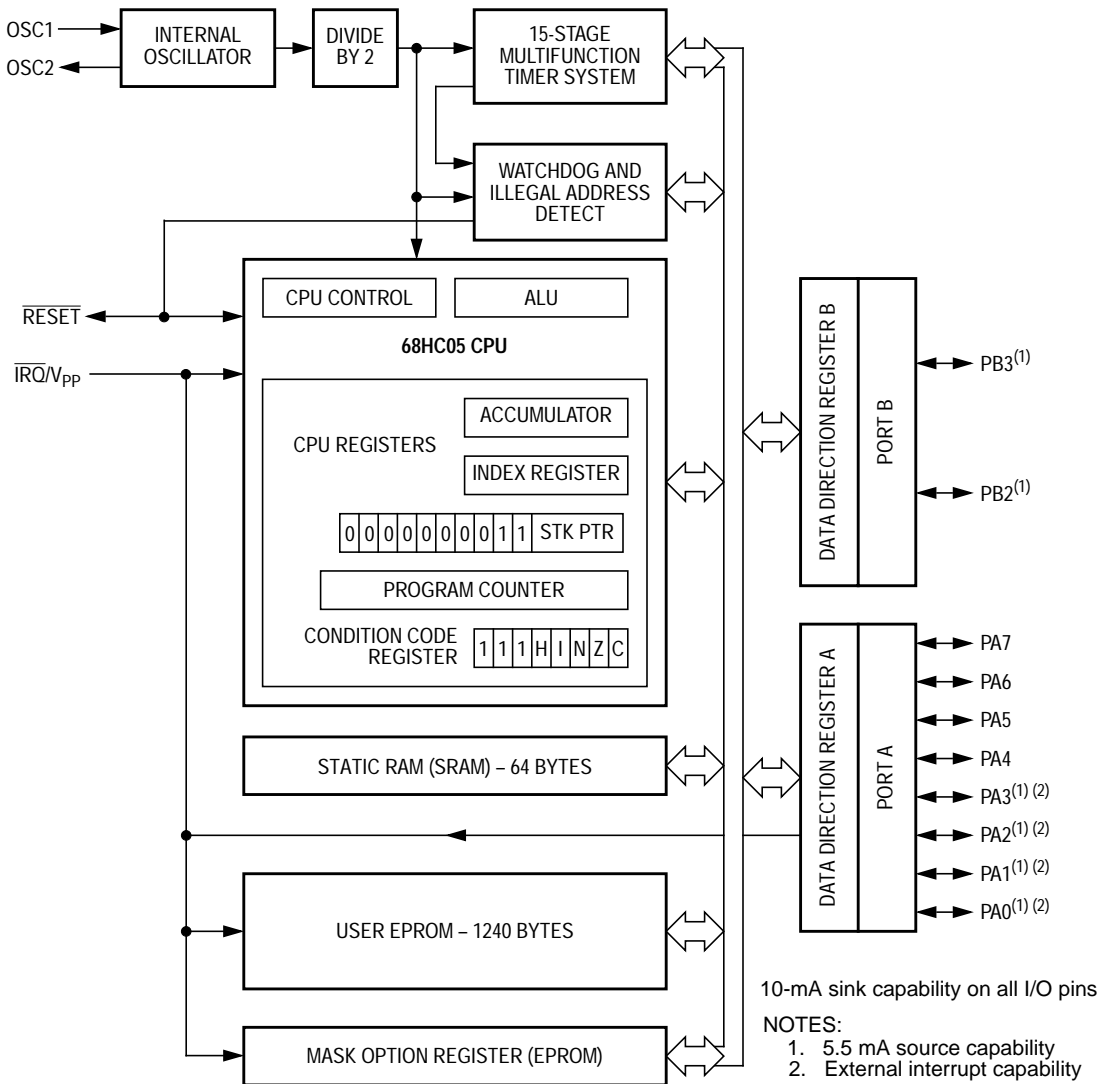 OSC1
OSC2
INTERNAL
OSCILLATOR
DIVIDE
BY 2
15-STAGE
MULTIFUNCTION
TIMER SYSTEM
WATCHDOG AND
ILLEGAL ADDRESS
DETECT
RESET
IRQ/VPP
CPU CONTROL
ALU
68HC05 CPU
CPU REGISTERS
ACCUMULATOR
INDEX REGISTER
0 0 0 0 0 0 0 0 1 1 STK PTR
PROGRAM COUNTER
CONDITION CODE
REGISTER
1 1 1 H I N Z C
STATIC RAM (SRAM) – 64 BYTES
USER EPROM – 1240 BYTES
MASK OPTION REGISTER (EPROM)
DATA DIRECTION REGISTER B
PORT B
PB3(1)
PB2(1)
DATA DIRECTION REGISTER A
PORT A
PA7
PA6
PA5
PA4
PA3(1) (2)
PA2(1) (2)
PA1(1) (2)
PA0(1) (2)
10-mA sink capability on all I/O pins
NOTES:
1. 5.5 mA source capability
2. External interrupt capability